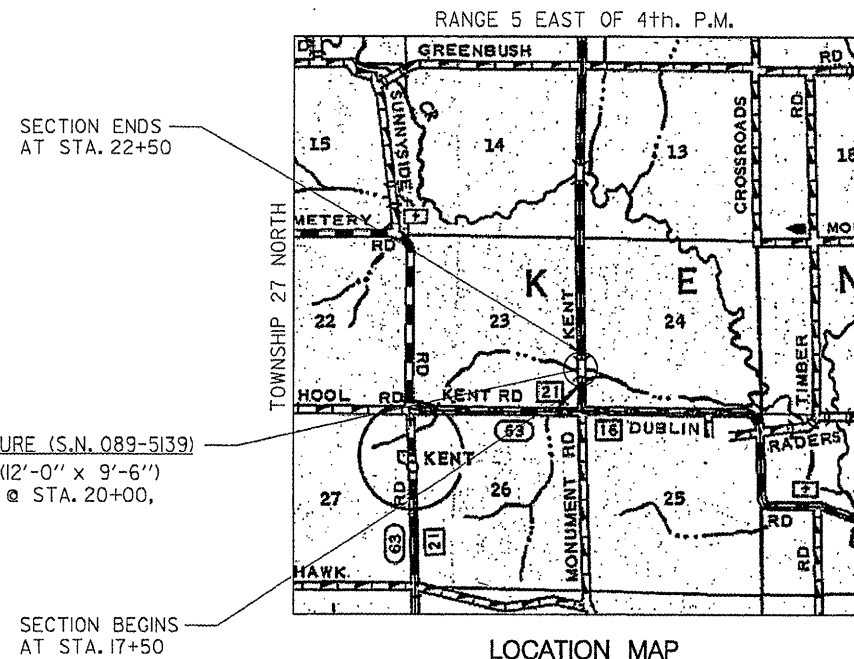 RANGE 5 EAST OF 4th. P.M.
SECTION ENDS
AT STA. 22+50
TOWNSHIP 27 NORTH
URE (S.N. 089-5139)
(12'-0" x 9'-6")
@ STA. 20+00,
SECTION BEGINS
AT STA. 17+50
GREENBUSH
RD
SUNNYSIDE
CR
15
14
13
18
CROSSROADS
RD
METERY
RD
MO
K E N
22
23
24
KENT
RD
TIMBER
HOOL
RD
KENT RD
21
63
16
DUBLIN
RADERS
KENT
RD
27
26
25
MONUMENT RD
63
21
RD
RD
HAWK
LOCATION MAP